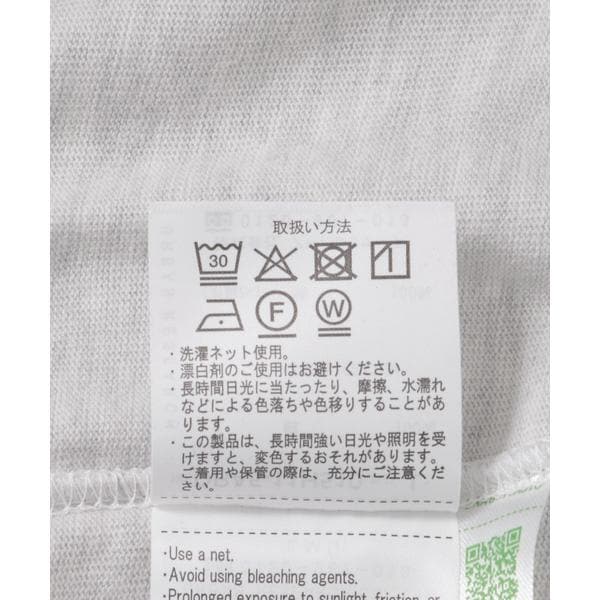 取扱い方法
30
F W
・洗濯ネット使用。
・漂白剤のご使用はお避けください。
・長時間日光に当たったり、摩擦、水濡れ
などによる色落ちや色移りすることがあ
ります。
・この製品は、長時間強い日光や照明を受
けますと、変色するおそれがあります。
ご着用や保管の際は、充分にご注意くださ
い。
・Use a net.
・Avoid using bleaching agents.
・Prolonged exposure to sunlight, friction, or